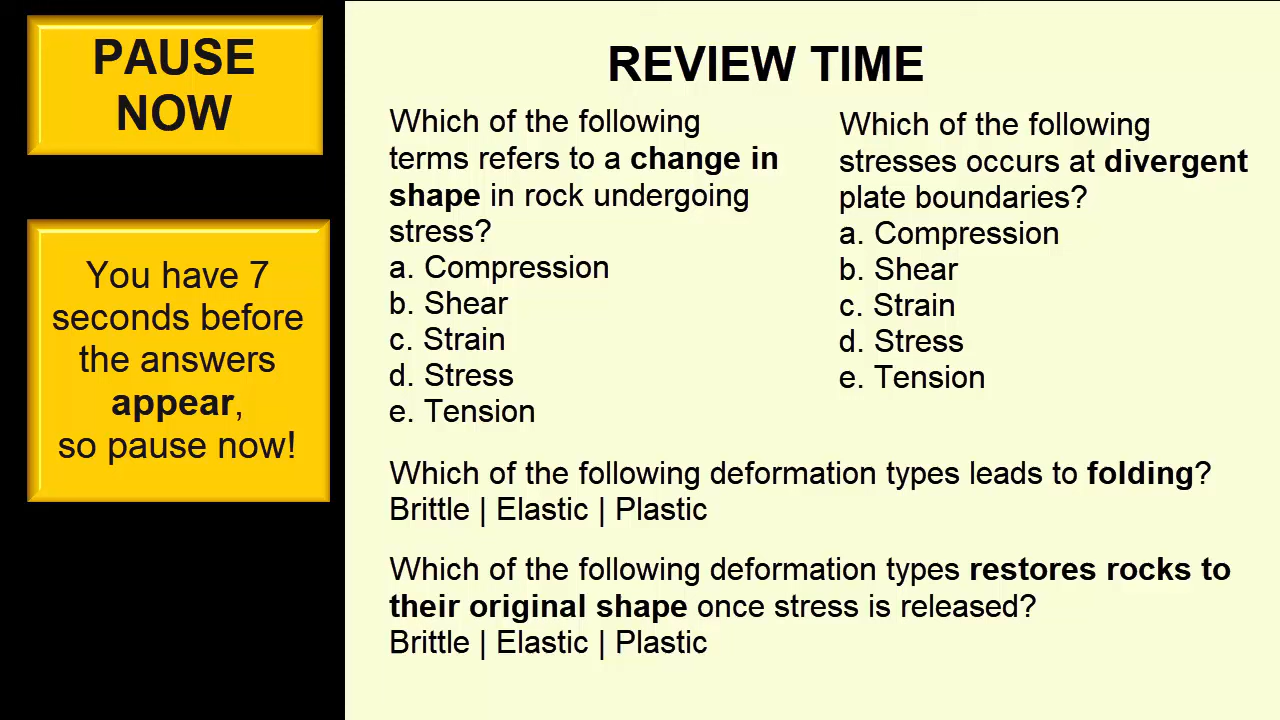 PAUSE
NOW
You have 7
seconds before
the answers
appear,
so pause now!
REVIEW TIME
Which of the following
terms refers to a change in
shape in rock undergoing
stress?
a. Compression
b. Shear
c. Strain
d. Stress
e. Tension
Which of the following
stresses occurs at divergent
plate boundaries?
a. Compression
b. Shear
c. Strain
d. Stress
e. Tension
Which of the following deformation types leads to folding?
Brittle | Elastic | Plastic
Which of the following deformation types restores rocks to
their original shape once stress is released?
Brittle | Elastic | Plastic